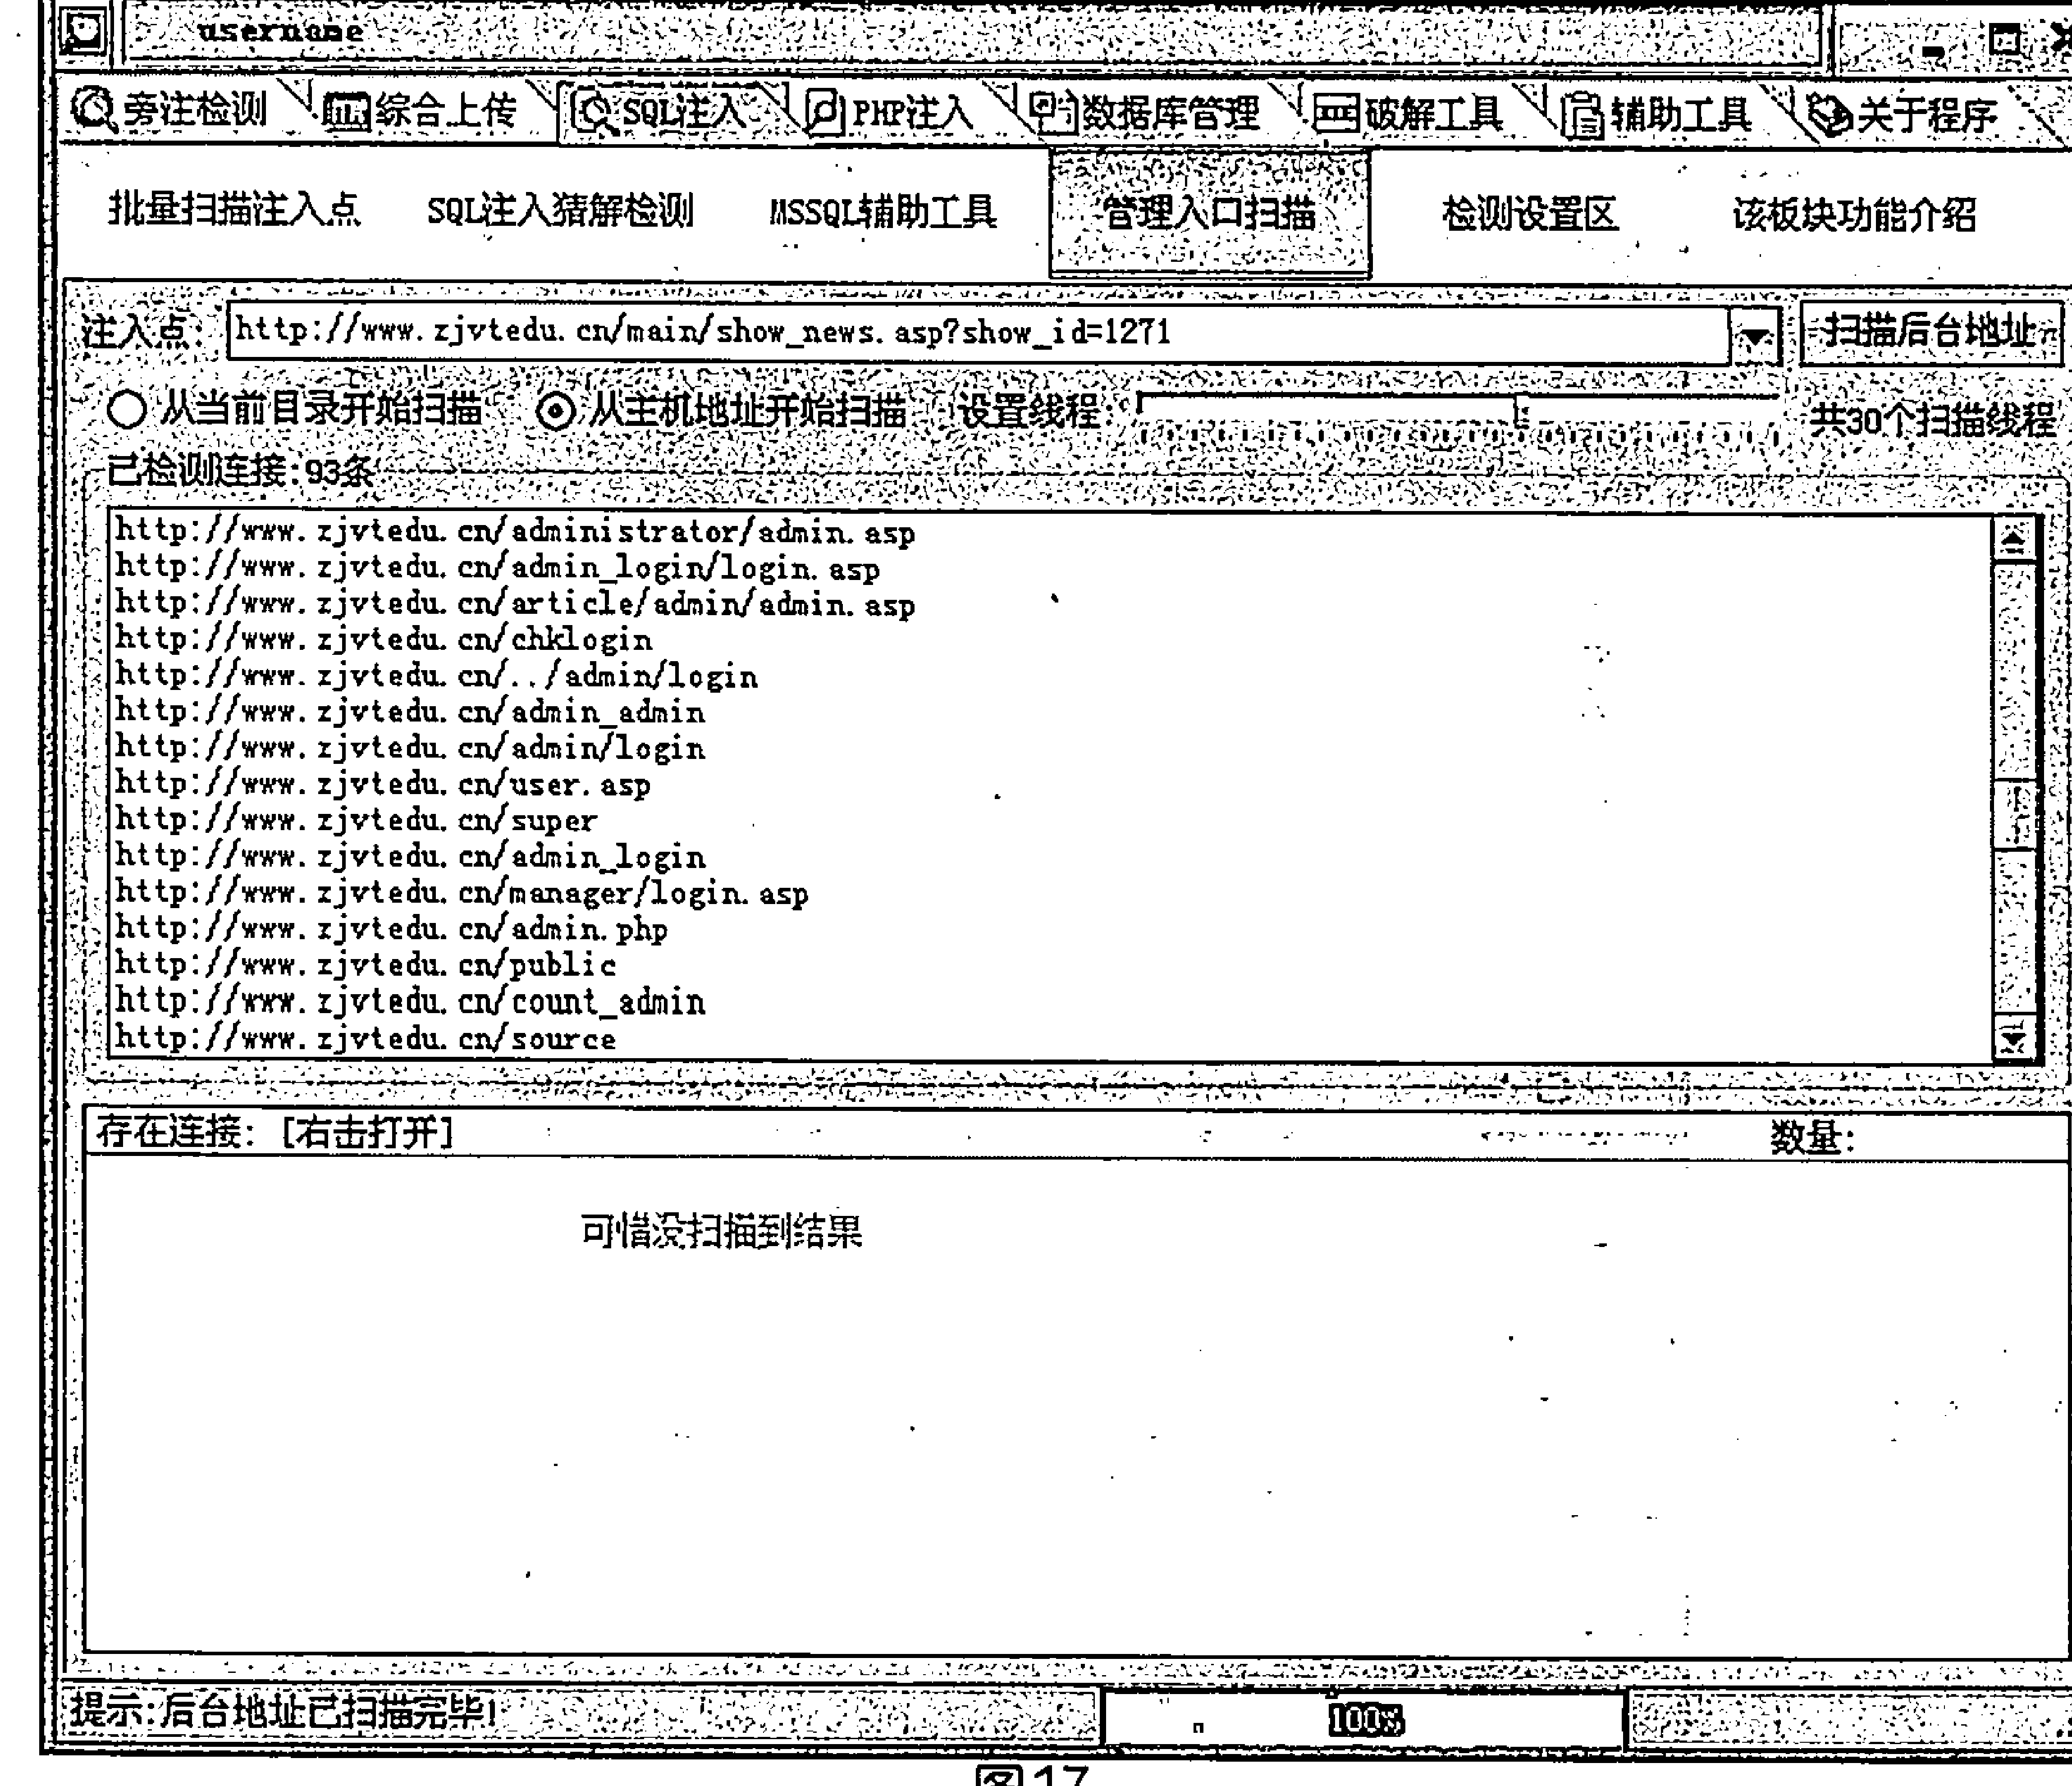 username
旁注检测 综合上传 SQL注入 PHP注入 数据库管理 破解工具 辅助工具 关于程序
批量扫描注入点 SQL注入猜解检测 MSSQL辅助工具 管理入口扫描 检测设置区 该板块功能介绍
注入点: http://www.zjvtedu.cn/main/show_news.asp?show_id=1271 扫描后台地址
从当前目录开始扫描 从主机地址开始扫描 设置线程: 共30个扫描线程
已检测连接:93条
http://www.zjvtedu.cn/administrator/admin.asp
http://www.zjvtedu.cn/admin_login/login.asp
http://www.zjvtedu.cn/article/admin/admin.asp
http://www.zjvtedu.cn/chklogin
http://www.zjvtedu.cn/../admin/login
http://www.zjvtedu.cn/admin_admin
http://www.zjvtedu.cn/admin/login
http://www.zjvtedu.cn/user.asp
http://www.zjvtedu.cn/super
http://www.zjvtedu.cn/admin_login
http://www.zjvtedu.cn/manager/login.asp
http://www.zjvtedu.cn/admin.php
http://www.zjvtedu.cn/public
http://www.zjvtedu.cn/count_admin
http://www.zjvtedu.cn/source
存在连接: [右击打开] 数量:
可惜没扫描到结果
提示:后台地址已扫描完毕! 100%
图17